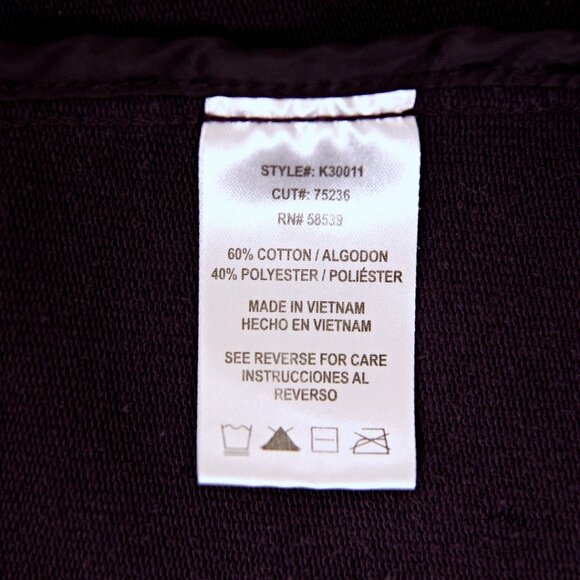 STYLE#: K30011
CUT#: 75236
RN# 58539
60% COTTON / ALGODON
40% POLYESTER / POLIÉSTER
MADE IN VIETNAM
HECHO EN VIETNAM
SEE REVERSE FOR CARE
INSTRUCCIONES AL
REVERSO